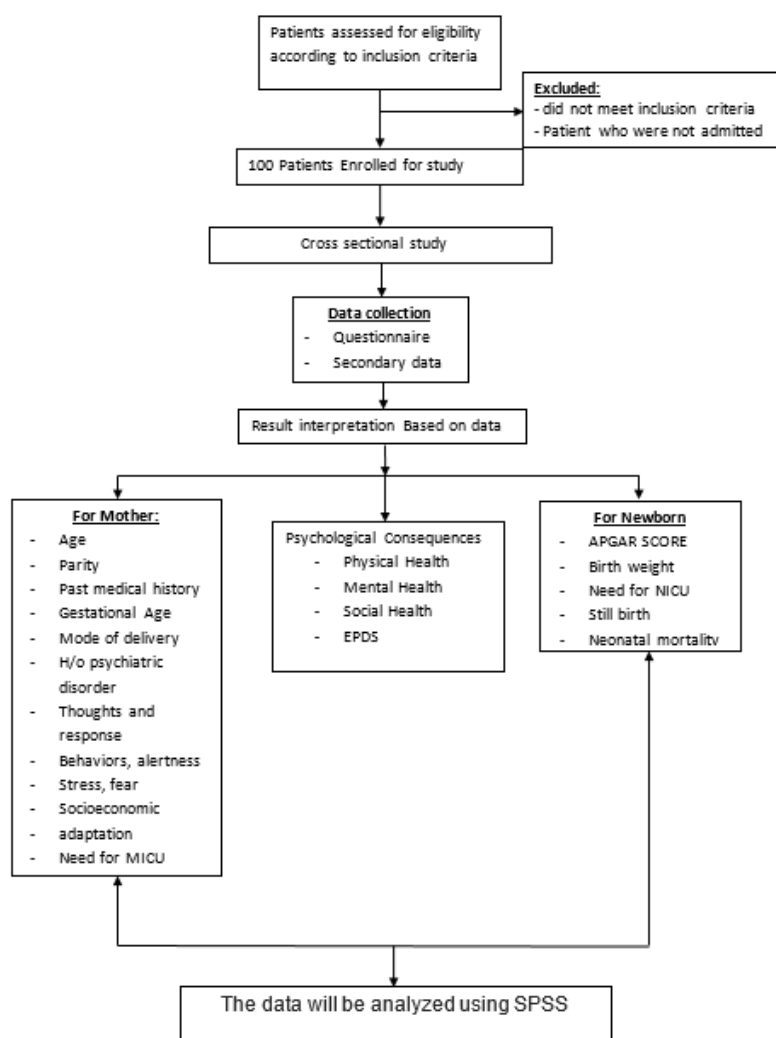 Patients assessed for eligibility
according to inclusion criteria
Excluded:
- did not meet inclusion criteria
- Patient who were not admitted
100 Patients Enrolled for study
Cross sectional study
Data collection
- Questionnaire
- Secondary data
Result interpretation Based on data
For Mother:
- Age
- Parity
- Past medical history
- Gestational Age
- Mode of delivery
- H/o psychiatric
disorder
- Thoughts and
response
- Behaviors, alertness
- Stress, fear
- Socioeconomic
- adaptation
- Need for MICU
Psychological Consequences
- Physical Health
- Mental Health
- Social Health
- EPDS
For Newborn
- APGAR SCORE
- Birth weight
- Need for NICU
- Still birth
- Neonatal mortality
The data will be analyzed using SPSS